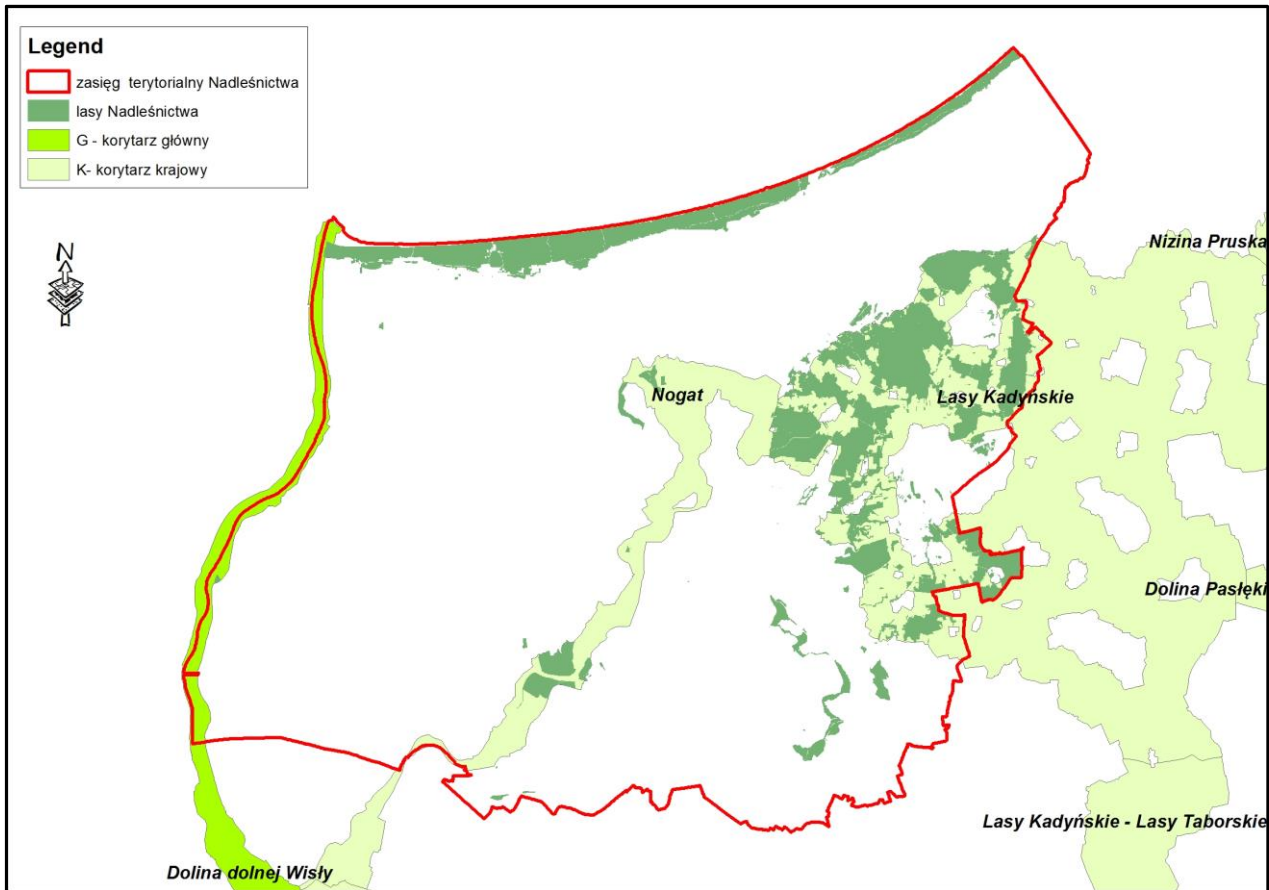 Legend
zasięg terytorialny Nadleśnictwa
lasy Nadleśnictwa
G - korytarz główny
K- korytarz krajowy
N
Nizina Pruska
Nogat
Lasy Kadyńskie
Dolina Pasłęki
Lasy Kadyńskie - Lasy Taborskie
Dolina dolnej Wisły